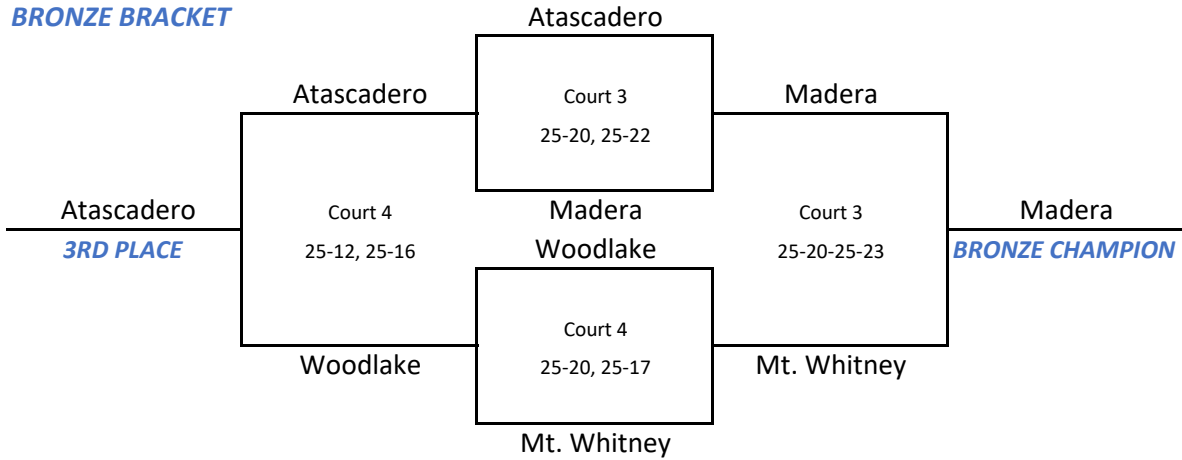 BRONZE BRACKET
Atascadero
Atascadero
Court 3
25-20, 25-22
Madera
Atascadero
3RD PLACE
Court 4
25-12, 25-16
Madera
Woodlake
Court 3
25-20-25-23
Madera
BRONZE CHAMPION
Woodlake
Court 4
25-20, 25-17
Mt. Whitney
Mt. Whitney